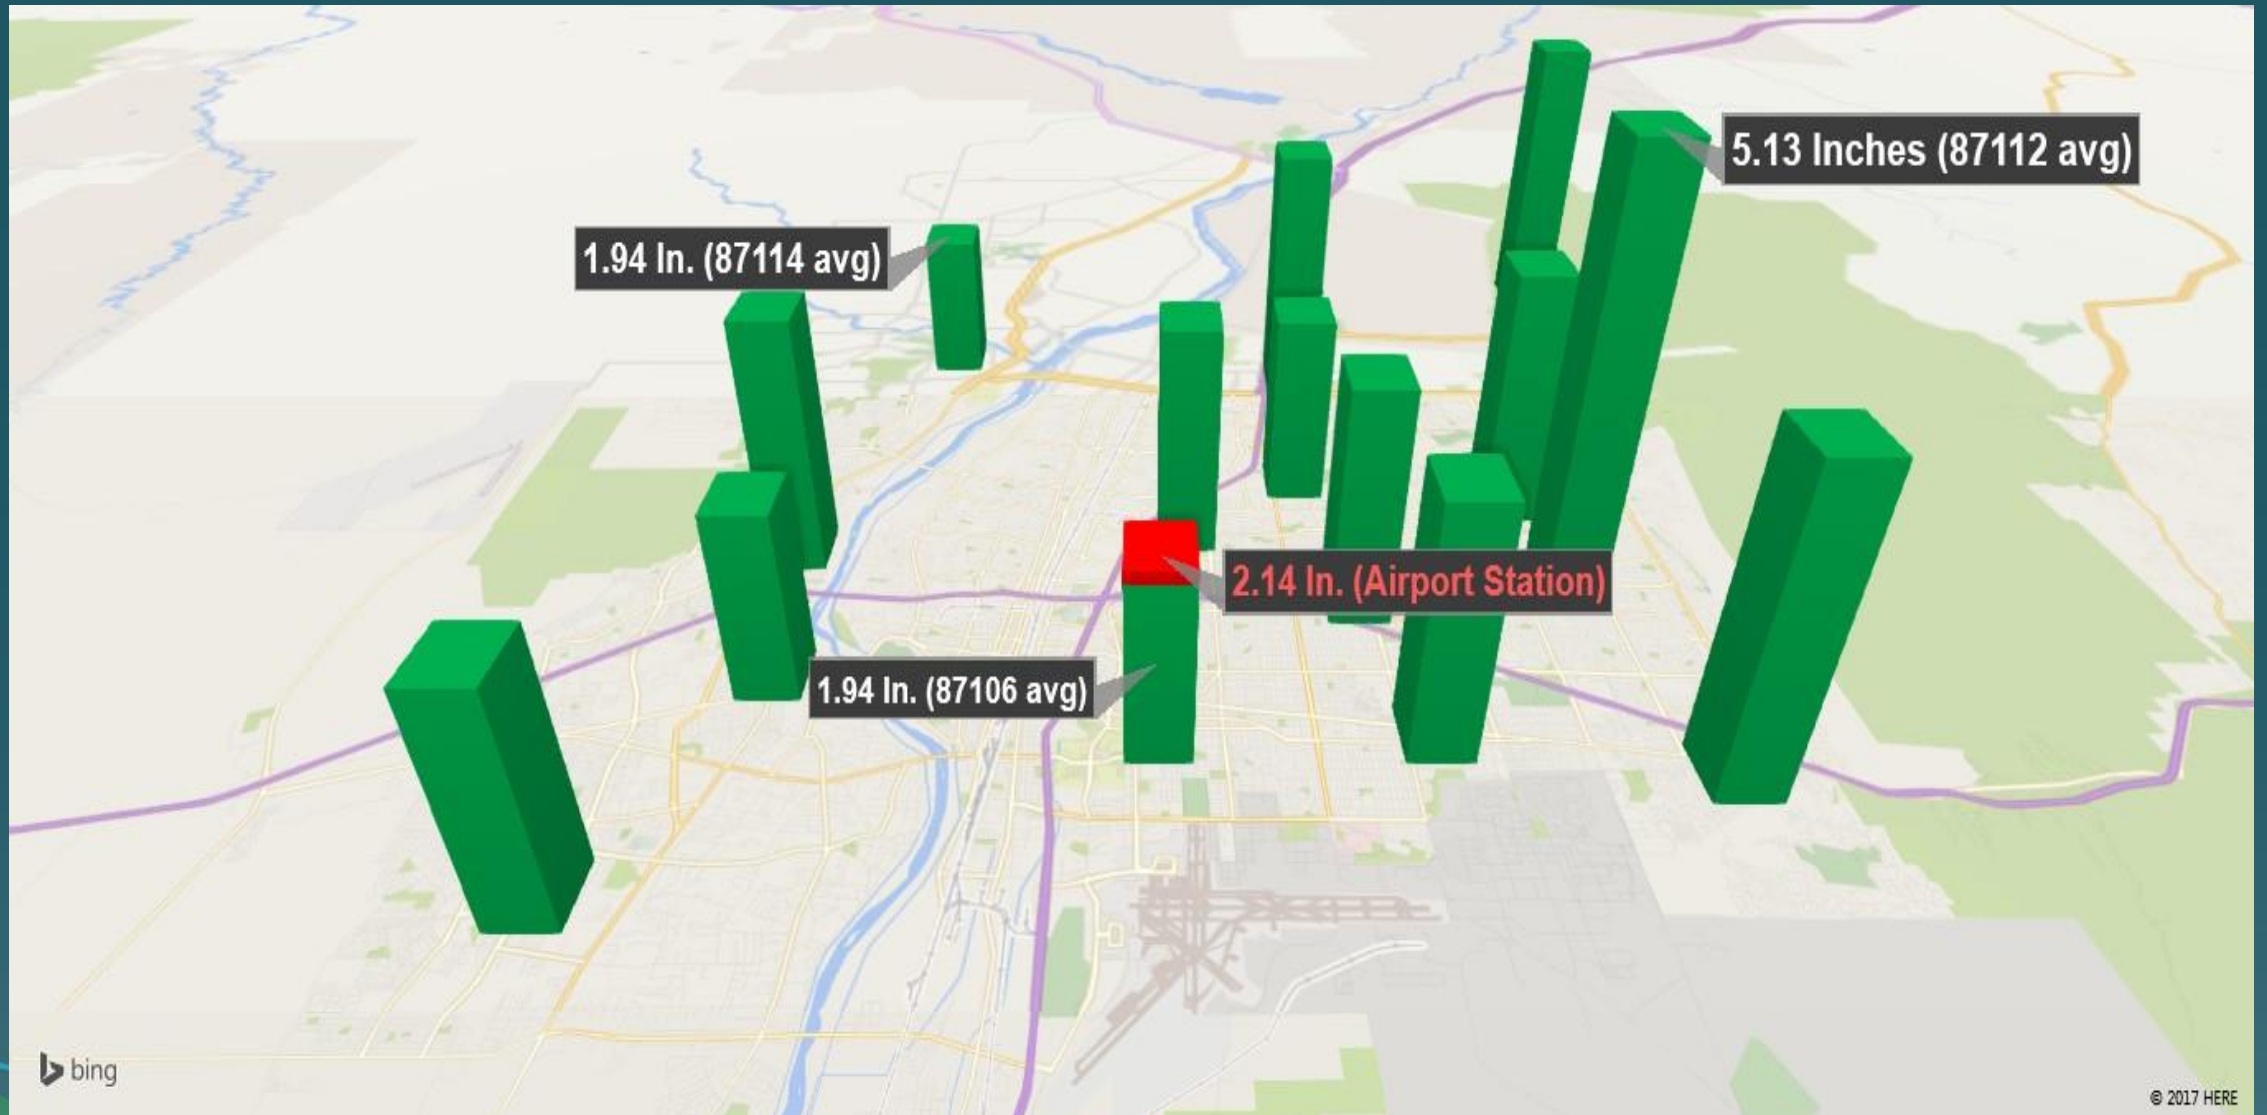 5.13 Inches (87112 avg)
1.94 In. (87114 avg)
2.14 In. (Airport Station)
1.94 In. (87106 avg)
bing
© 2017 HERE